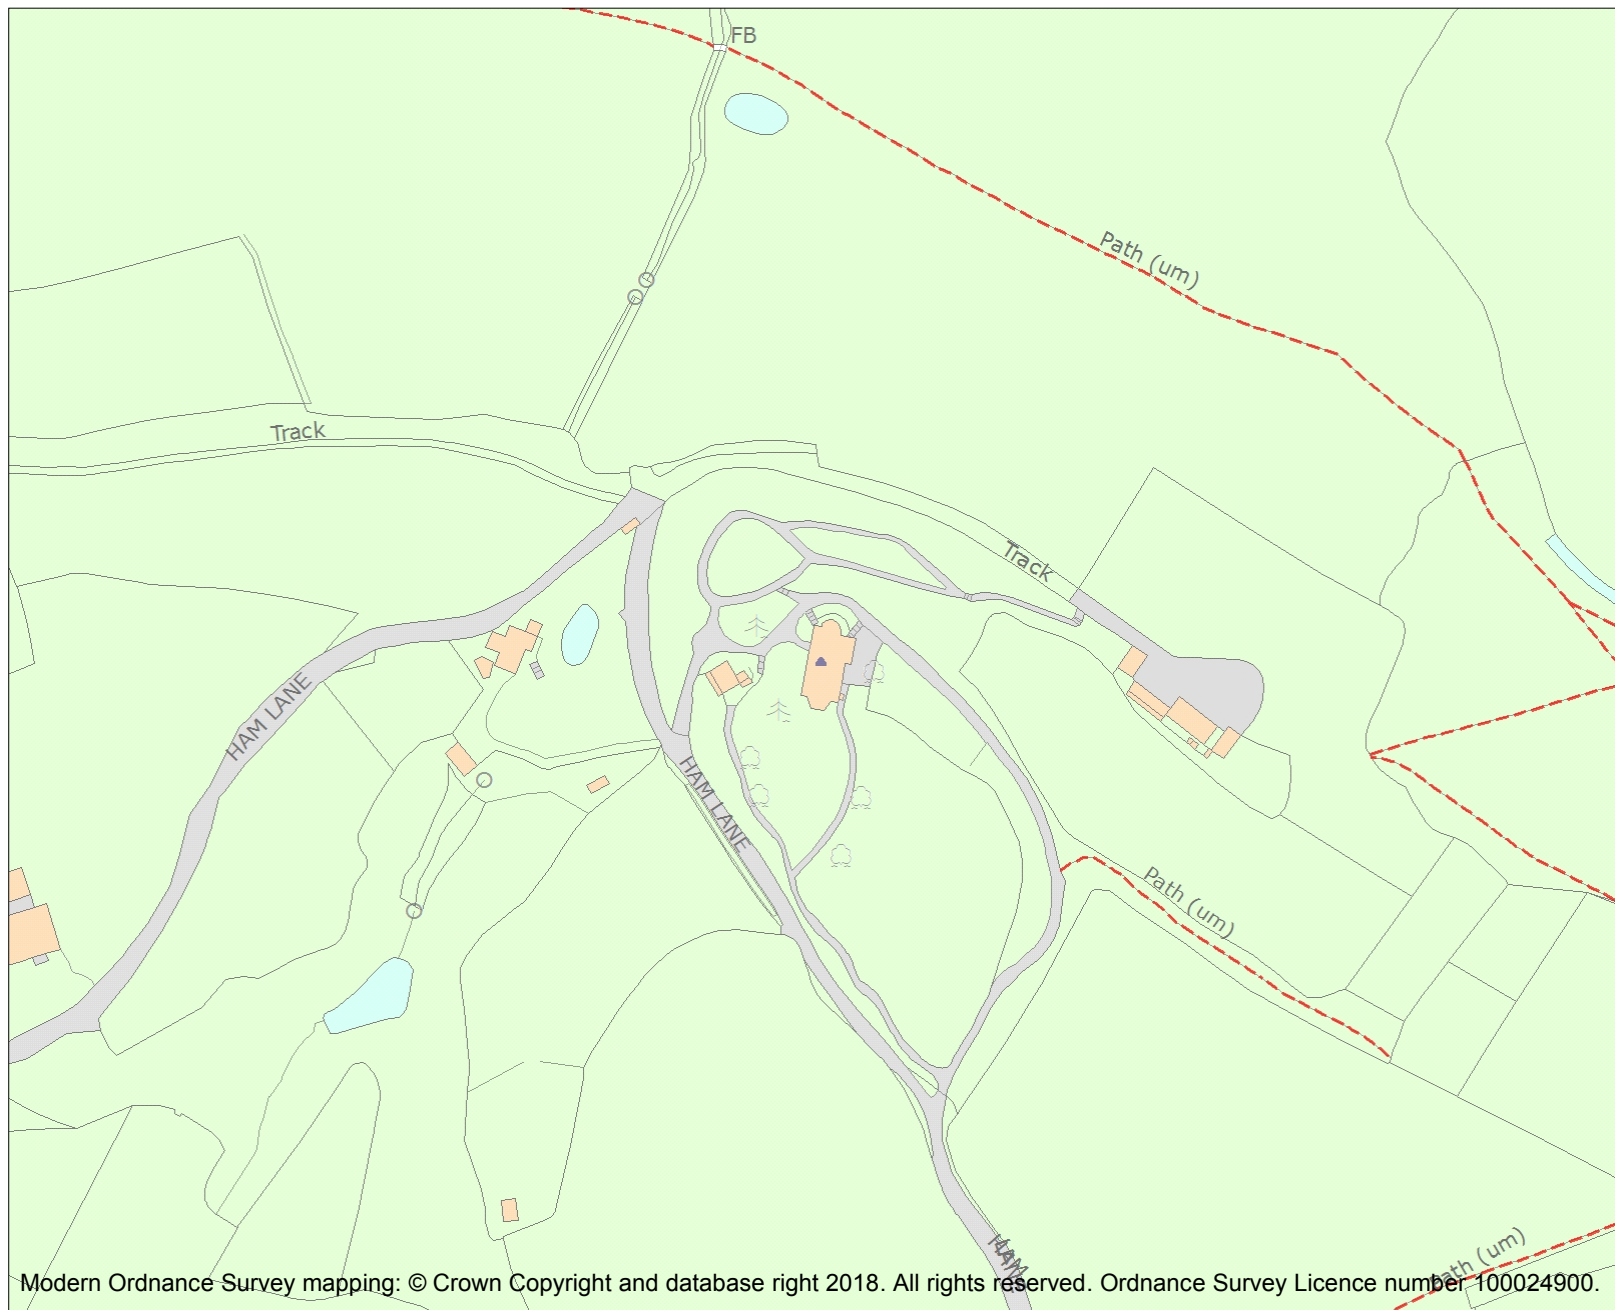 FB
Path (um)
Track
Track
HAM LANE
HAM LANE
Path (um)
HAM
Path (um)
Modern Ordnance Survey mapping: © Crown Copyright and database right 2018. All rights reserved. Ordnance Survey Licence number 100024900.